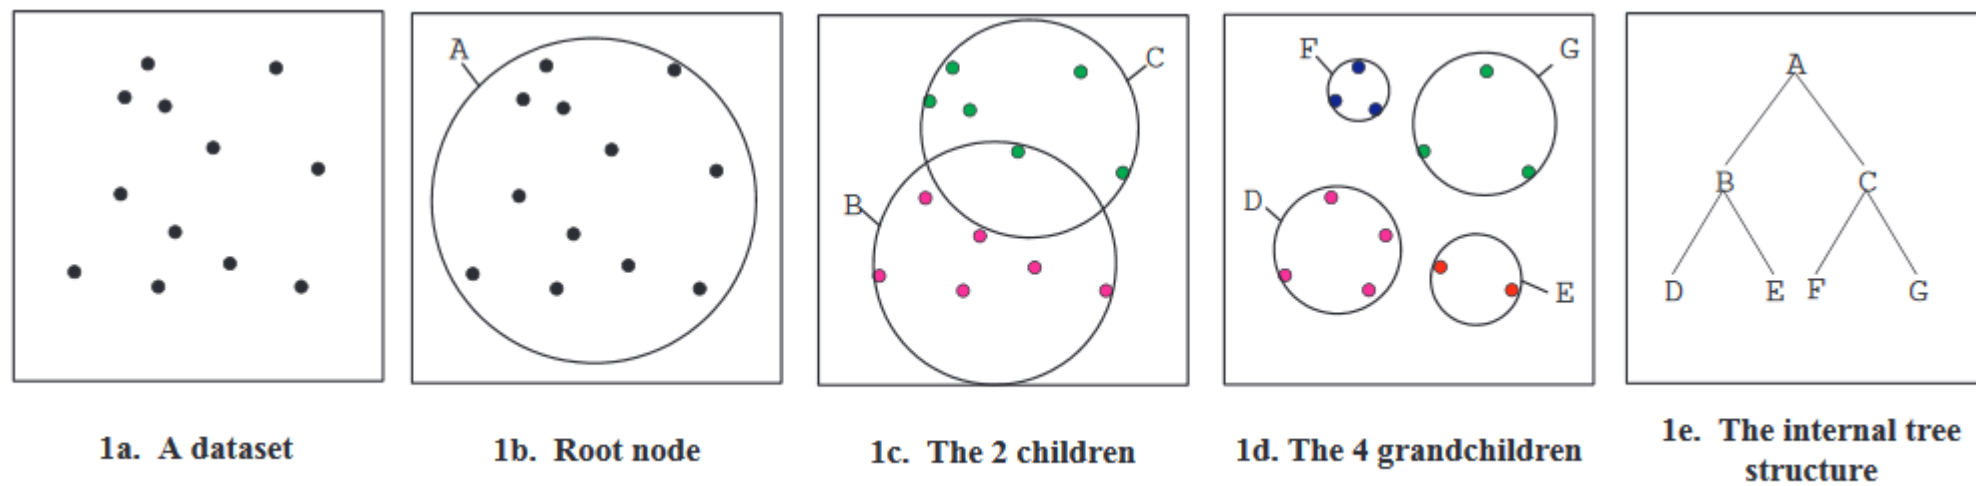 A
C
B
F
G
D
E
A
B
C
D
E
F
G
1a. A dataset
1b. Root node
1c. The 2 children
1d. The 4 grandchildren
1e. The internal tree
structure